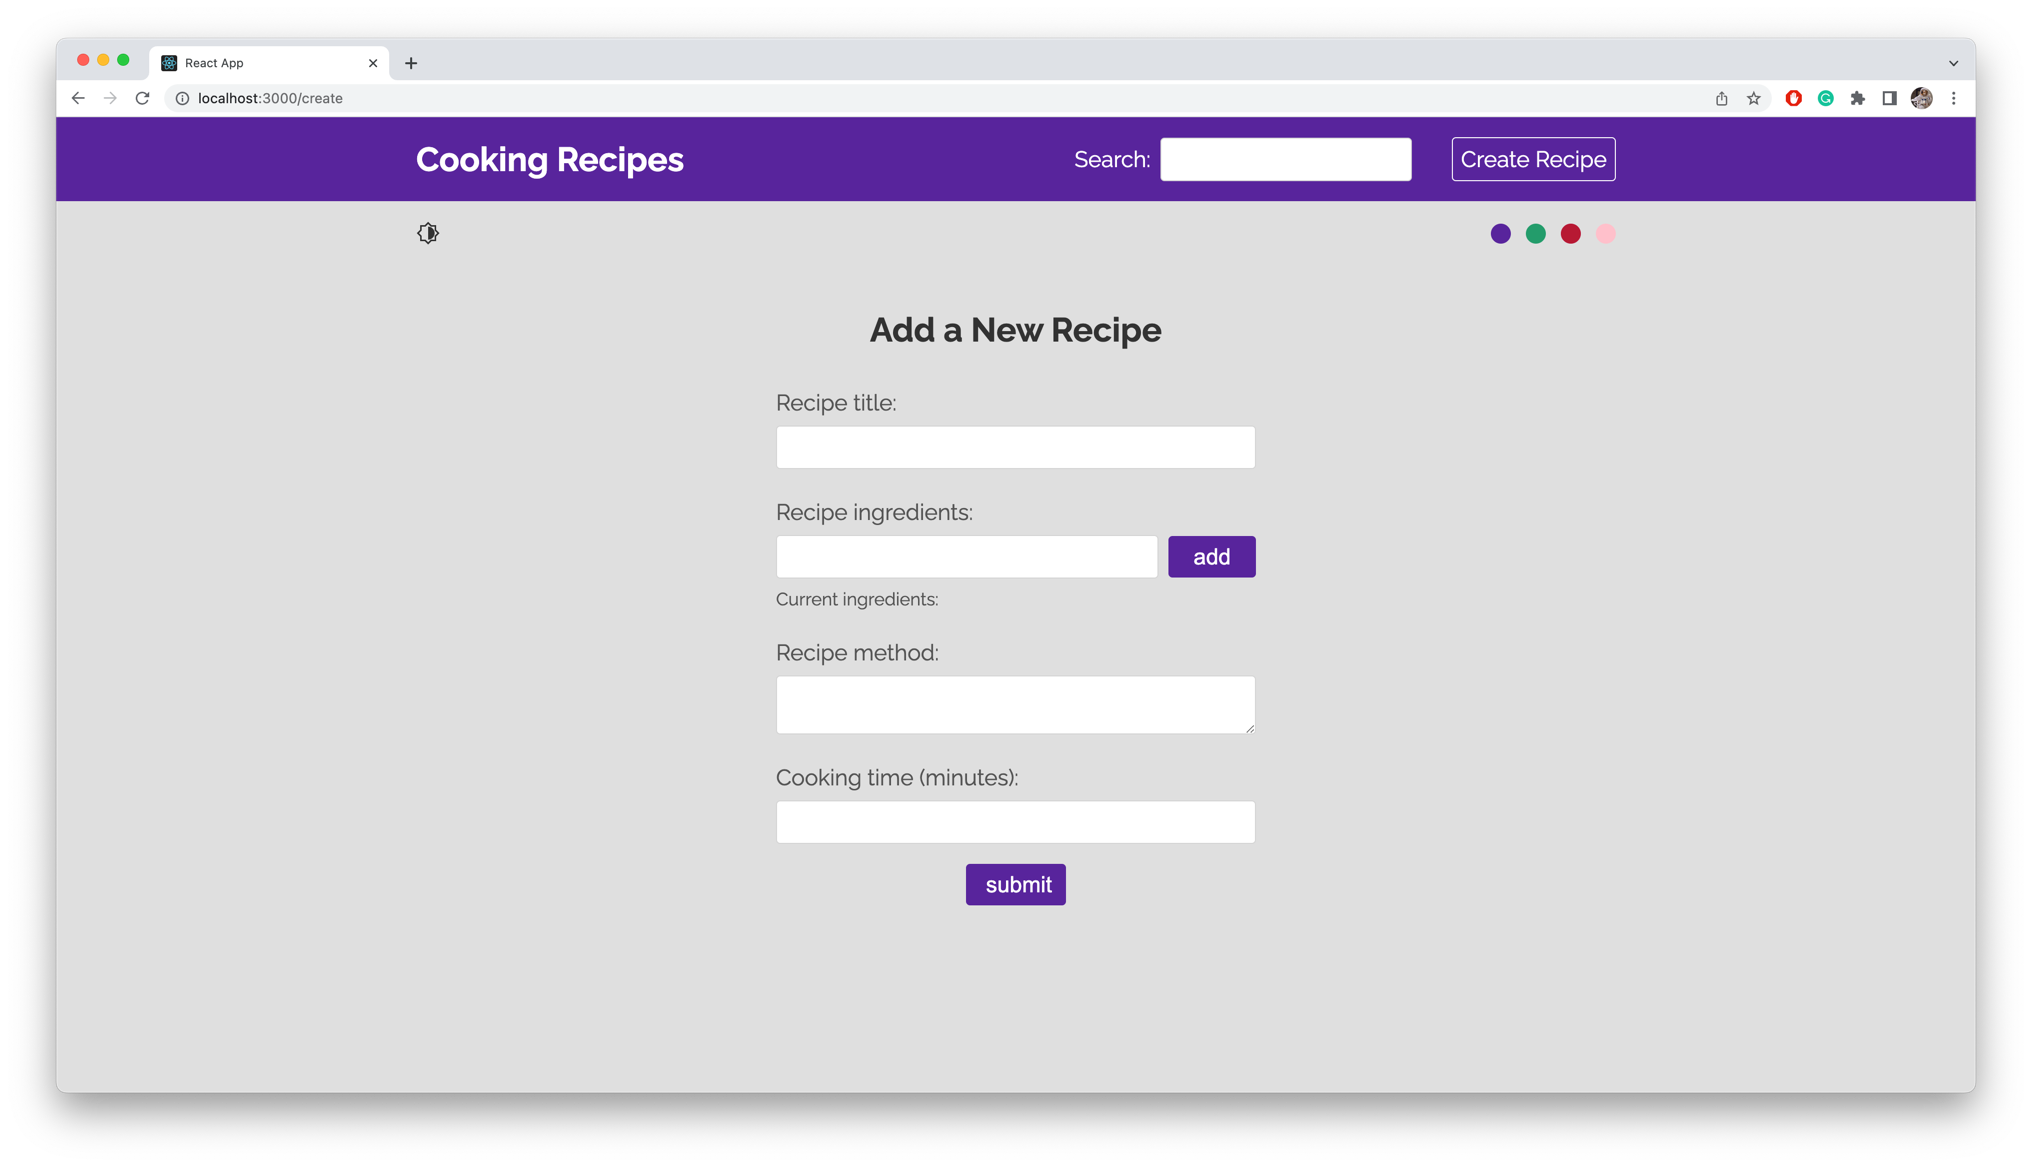 React App
localhost:3000/create
Cooking Recipes
Search:
Create Recipe
Add a New Recipe
Recipe title:
Recipe ingredients:
add
Current ingredients:
Recipe method:
Cooking time (minutes):
submit